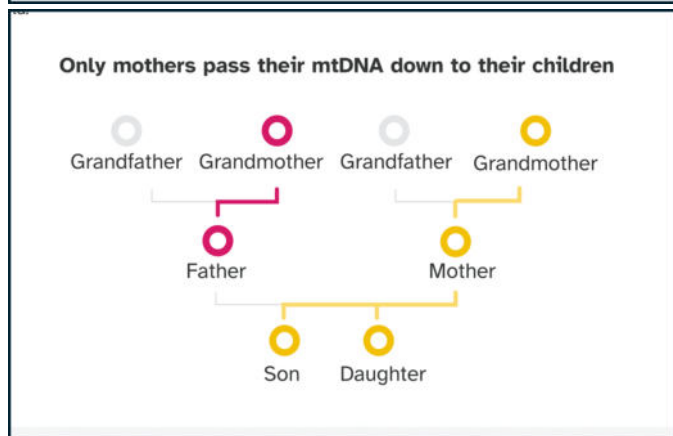 Only mothers pass their mtDNA down to their children
Grandfather Grandmother Grandfather Grandmother
Father Mother
Son Daughter